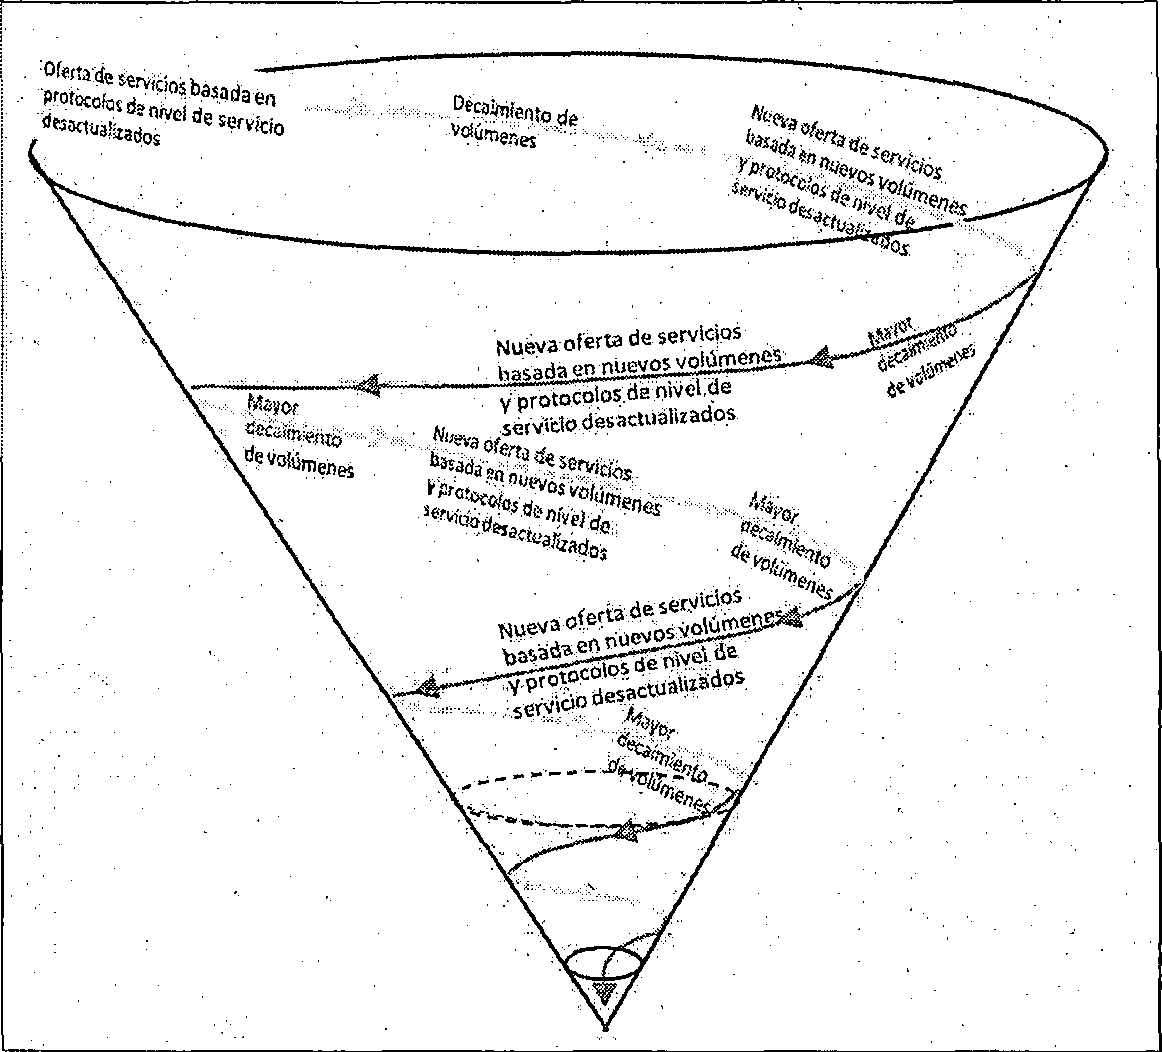 Oferta de servicios basada en
protocolos de nivel de servicio
desactualizados
Decaimiento de
volúmenes
Nueva oferta de servicios
basada en nuevos volúmenes
y protocolos de nivel de
servicio desactualizados
Mayor
decaimiento
de volúmenes
Nueva oferta de servicios
basada en nuevos volúmenes
y protocolos de nivel de
servicio desactualizados
Mayor
decaimiento
de volúmenes
Nueva oferta de servicios
basada en nuevos volúmenes
y protocolos de nivel de
servicio desactualizados
Mayor
decaimiento
de volúmenes
Nueva oferta de servicios
basada en nuevos volúmenes
y protocolos de nivel de
servicio desactualizados
Mayor
decaimiento
de volúmenes